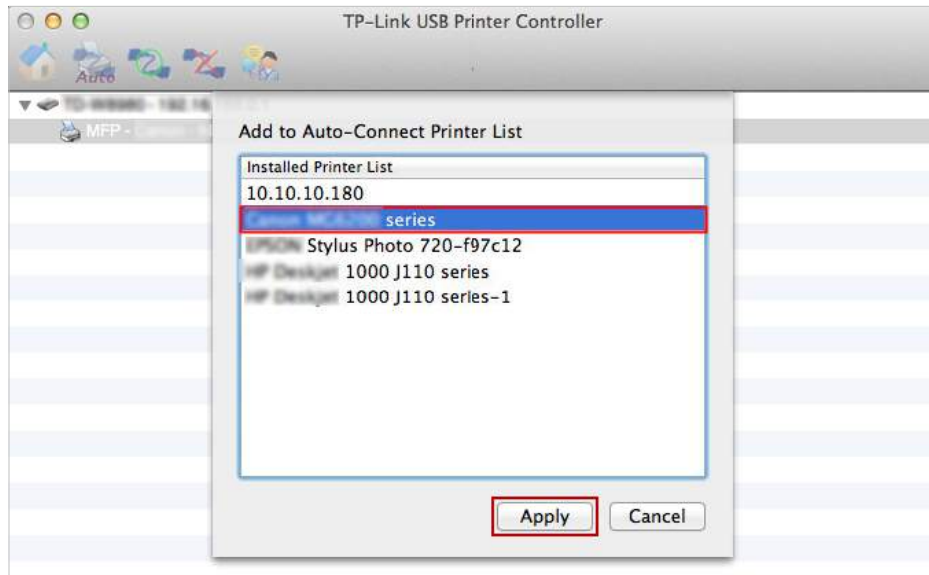 TP-Link USB Printer Controller
Auto
MFP -
Add to Auto-Connect Printer List
Installed Printer List
10.10.10.180
series
Stylus Photo 720-f97c12
1000 J110 series
1000 J110 series-1
Apply Cancel